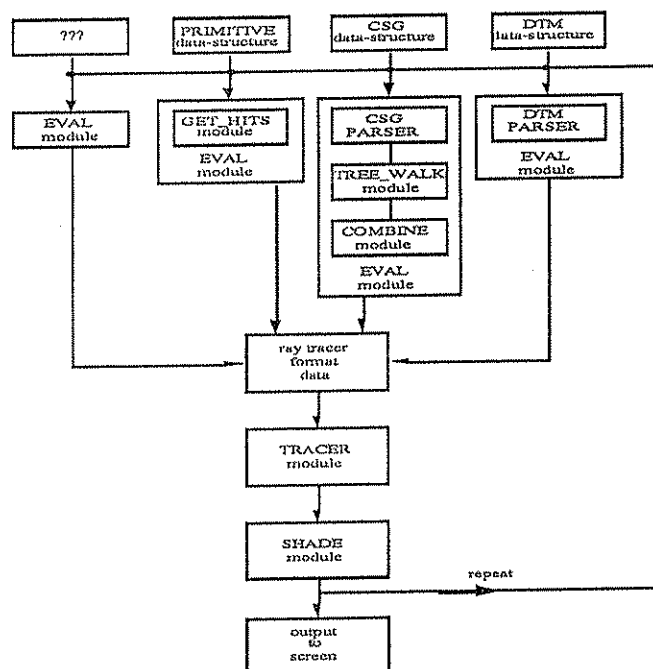 ???
PRIMITIVE
data-structure
CSG
data-structure
DTM
data-structure
EVAL
module
GET_HITS
module
EVAL
module
CSG
PARSER
TREE_WALK
module
COMBINE
module
EVAL
module
DTM
PARSER
EVAL
module
ray tracer
format
data
TRACER
module
SHADE
module
repeat
output
to
screen